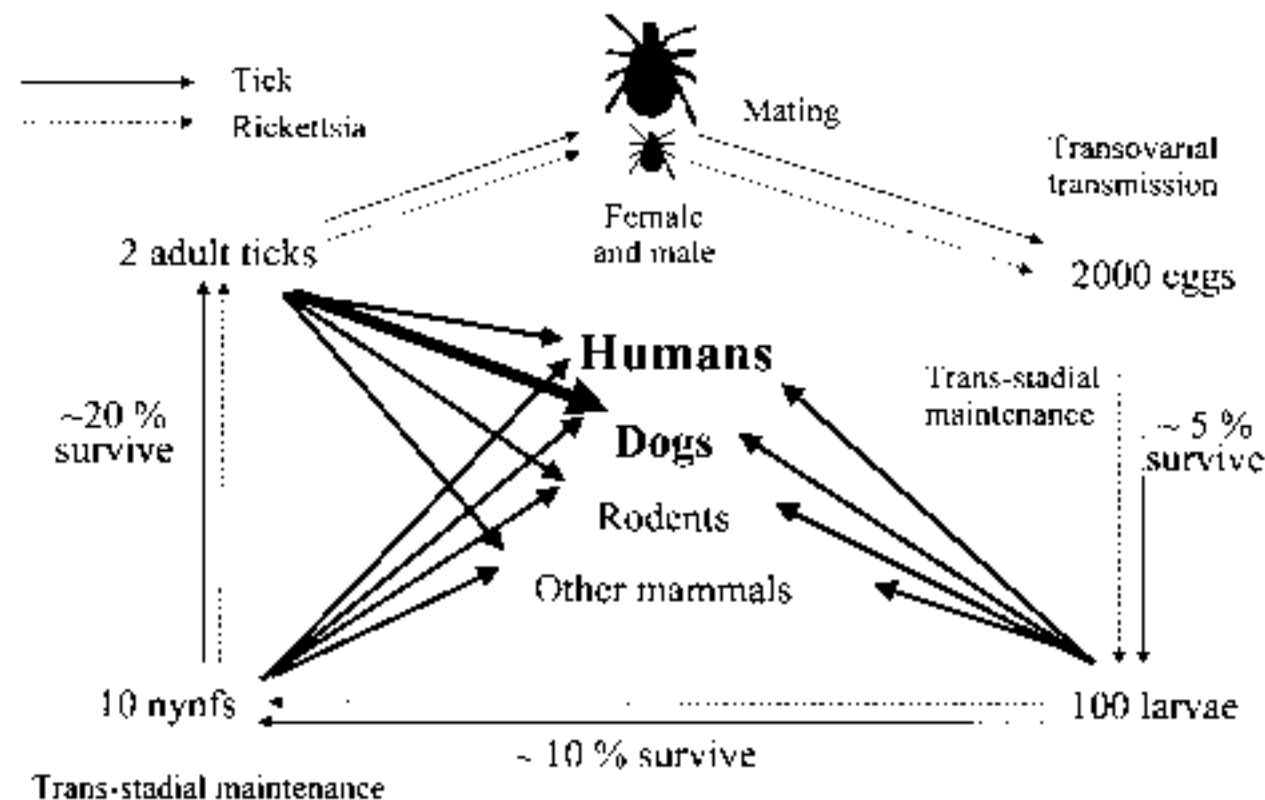 Tick
Rickettsia
Mating
Transovarial
transmission
Female
and male
2 adult ticks
2000 eggs
Humans
Trans-stadial
maintenance
~20 %
survive
~ 5 %
survive
Dogs
Rodents
Other mammals
10 nynfs
100 larvae
~ 10 % survive
Trans-stadial maintenance